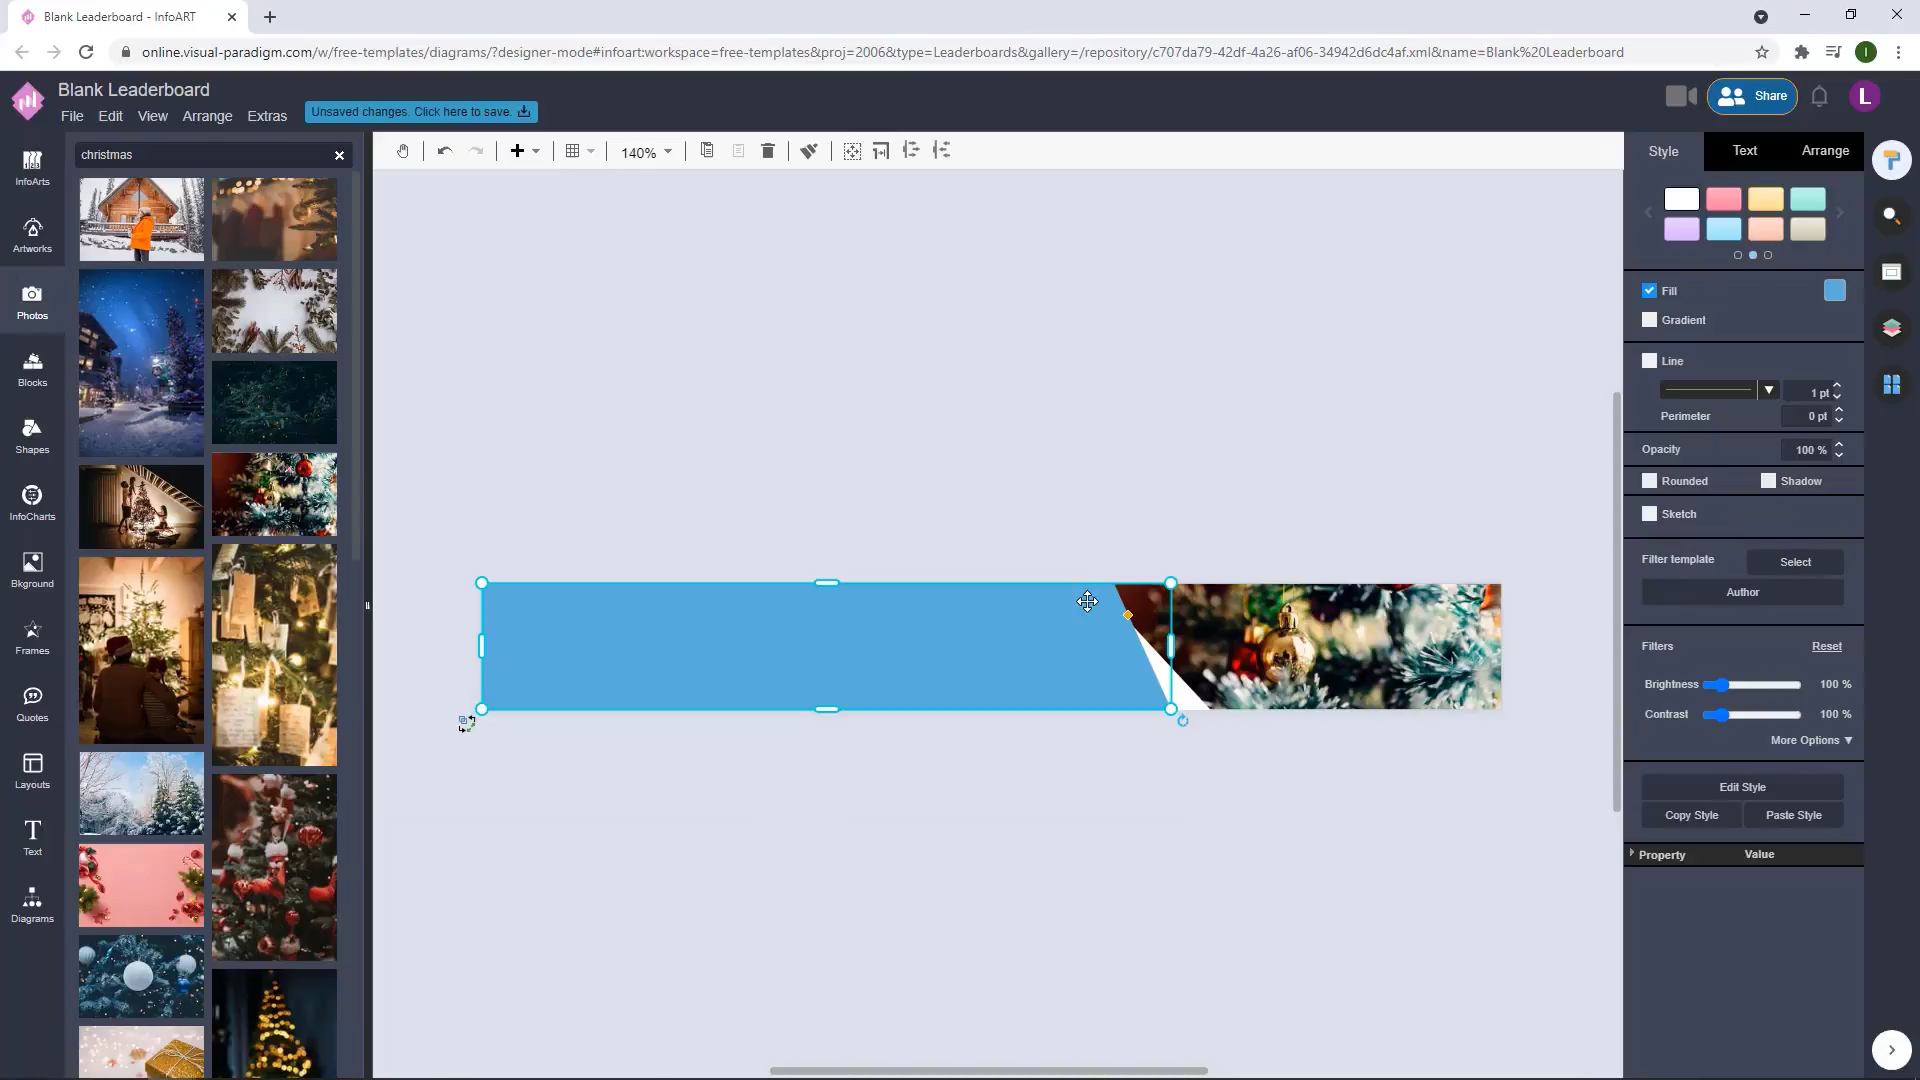 Blank Leaderboard - InfoART
online.visual-paradigm.com/w/free-templates/diagrams/?designer-mode#infoart:workspace=free-templates&proj=2006&type=Leaderboards&gallery=/repository/c707da79-42df-4a26-af06-34942d6dc4af.xml&name=Blank%20Leaderboard
I
Blank Leaderboard
File Edit View Arrange Extras
Unsaved changes. Click here to save.
Share
L
InfoArts
Artworks
Photos
Blocks
Shapes
InfoCharts
Bkground
Frames
Quotes
Layouts
Text
Diagrams
christmas
140%
Style Text Arrange
Fill
Gradient
Line
1 pt
Perimeter 0 pt
Opacity 100 %
Rounded Shadow
Sketch
Filter template Select
Author
Filters Reset
Brightness 100 %
Contrast 100 %
More Options
Edit Style
Copy Style Paste Style
Property Value